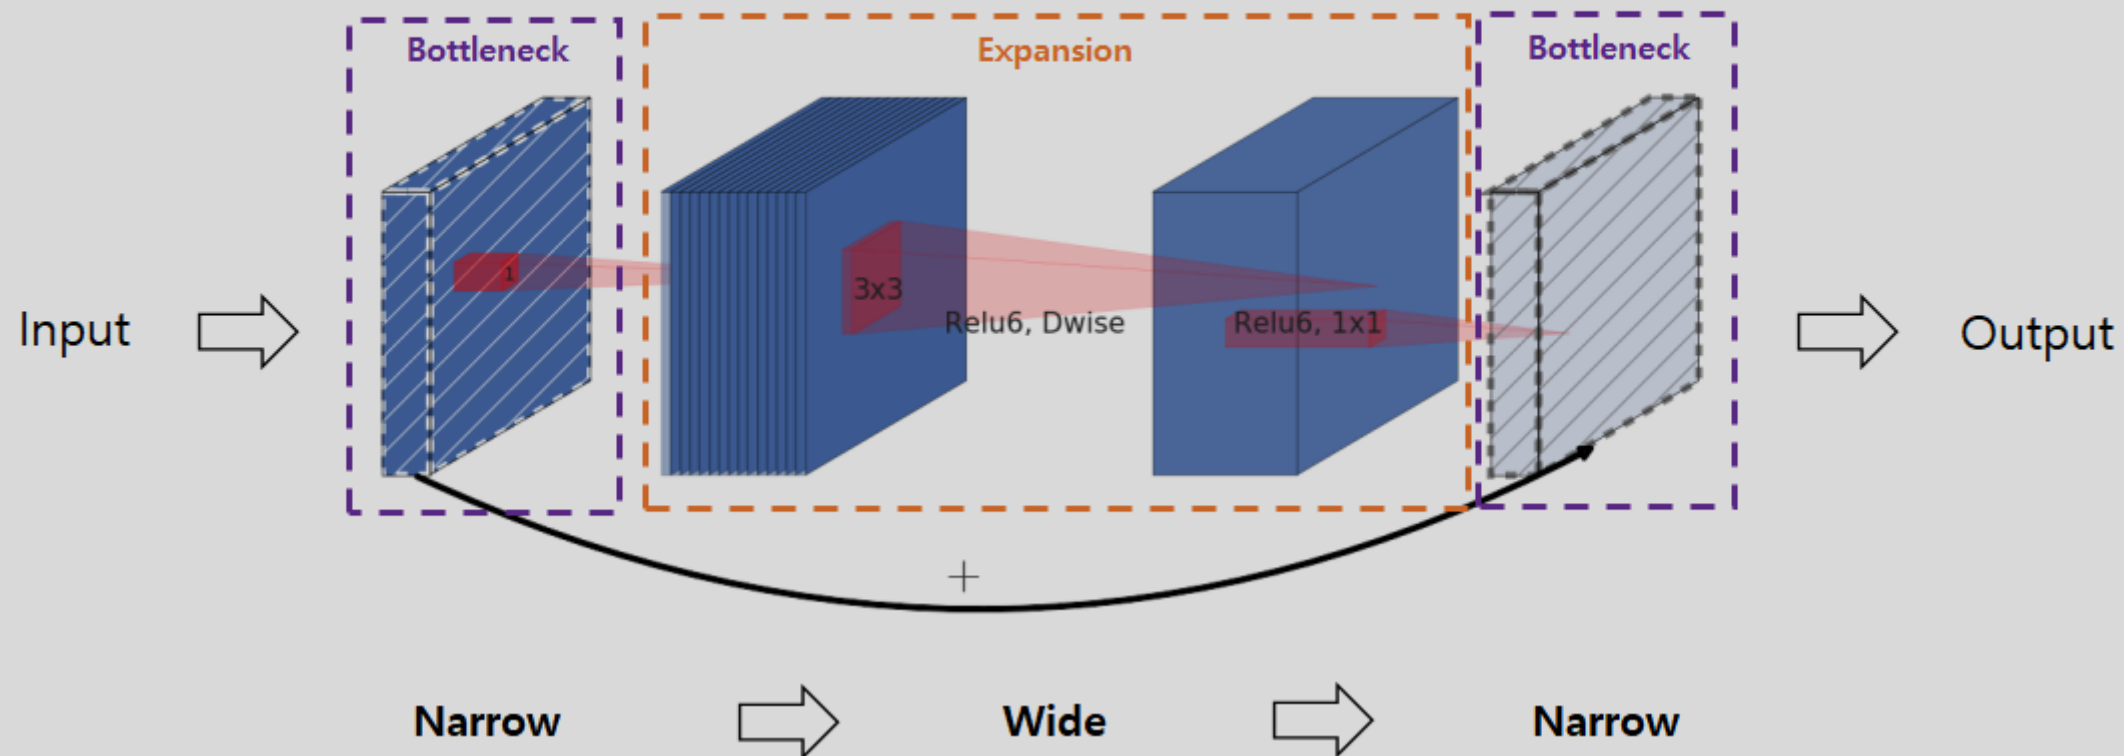 Bottleneck
Expansion
Bottleneck
1
3x3
Relu6, Dwise
Relu6, 1x1
Input
Output
+
Narrow
Wide
Narrow